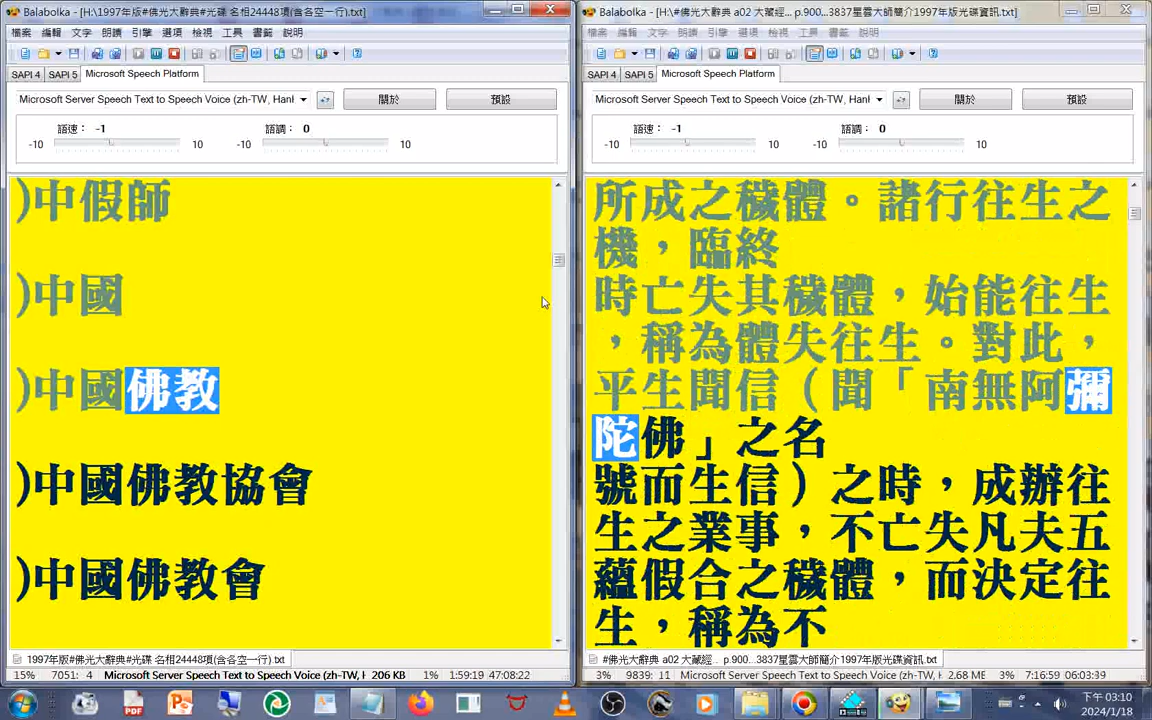 Balabolka - [H:\1997年版#佛光大辭典#光碟 名相24448項(含各空一行).txt]
檔案 編輯 文字 朗讀 引擎 選項 檢視 工具 書籤 說明
SAPI 4 SAPI 5 Microsoft Speech Platform
Microsoft Server Speech Text to Speech Voice (zh-TW, Hanl
關於
預設
語速： -1
語調： 0
-10 10 -10 10
)中假師
)中國
)中國佛教
)中國佛教協會
)中國佛教會
1997年版#佛光大辭典#光碟 名相24448項(含各空一行).txt
15% 7051: 4 Microsoft Server Speech Text to Speech Voice (zh-TW, H 206 KB 1% 1:59:19 47:08:22
Balabolka - [H:\#佛光大辭典 a02 大藏經... p.900...3837星雲大師簡介1997年版光碟資訊.txt]
檔案 編輯 文字 朗讀 引擎 選項 檢視 工具 書籤 說明
SAPI 4 SAPI 5 Microsoft Speech Platform
Microsoft Server Speech Text to Speech Voice (zh-TW, Hanl
關於
預設
語速： -1
語調： 0
-10 10 -10 10
所成之穢體。諸行往生之
機，臨終
時亡失其穢體，始能往生
，稱為體失往生。對此，
平生聞信（聞「南無阿彌
陀佛」之名
號而生信）之時，成辦往
生之業事，不亡失凡夫五
蘊假合之穢體，而決定往
生，稱為不
#佛光大辭典 a02 大藏經... p.900...3837星雲大師簡介1997年版光碟資訊.txt
3% 9839: 11 Microsoft Server Speech Text to Speech Voice (zh-TW, H 2.68 MB 3% 7:16:59 06:03:39
下午 03:10
2024/1/18